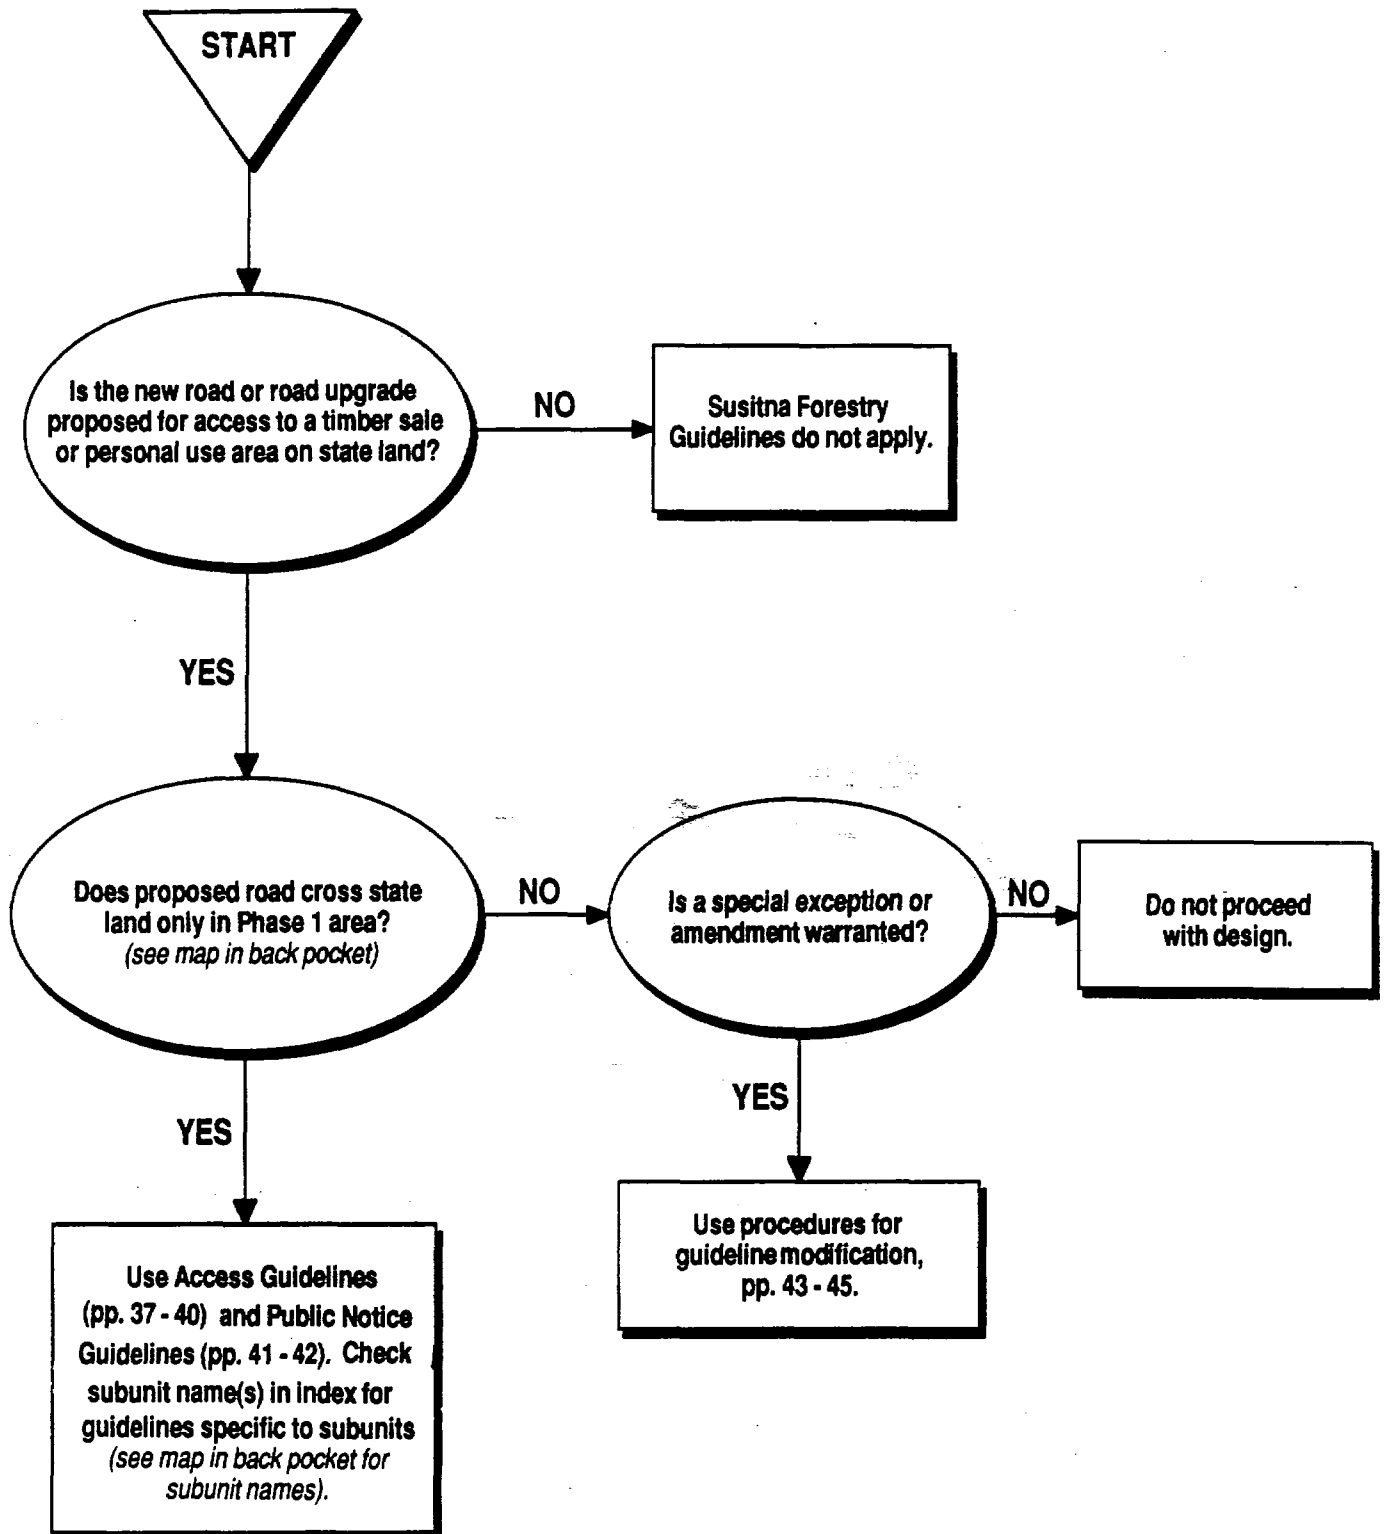 START
Is the new road or road upgrade
proposed for access to a timber sale
or personal use area on state land?
NO
Susitna Forestry
Guidelines do not apply.
YES
Does proposed road cross state
land only in Phase 1 area?
(see map in back pocket)
NO
Is a special exception or
amendment warranted?
NO
Do not proceed
with design.
YES
Use Access Guidelines
(pp. 37 - 40) and Public Notice
Guidelines (pp. 41 - 42). Check
subunit name(s) in index for
guidelines specific to subunits
(see map in back pocket for
subunit names).
YES
Use procedures for
guideline modification,
pp. 43 - 45.